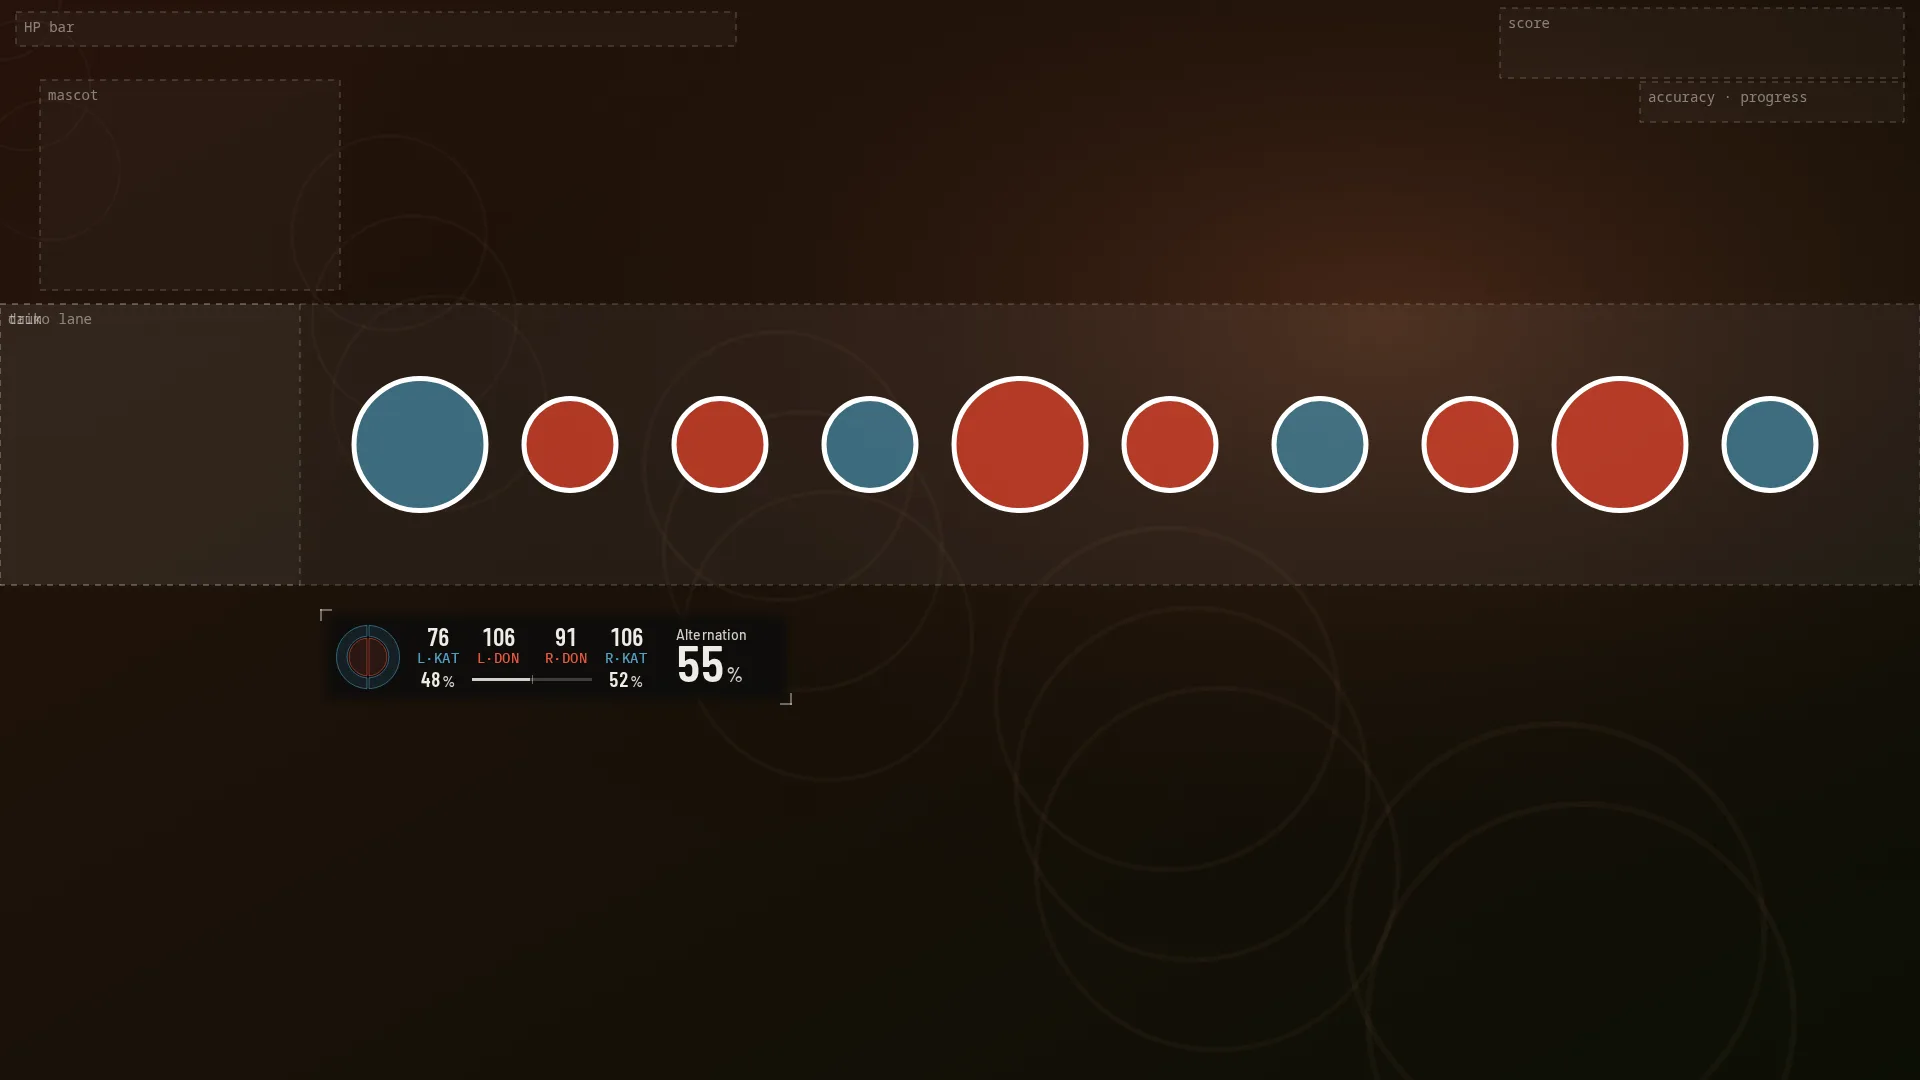 HP bar
score
mascot
accuracy · progress
taiko lane
76 106 91 106
L·KAT L·DON R·DON R·KAT
48% 52%
Alternation
55%